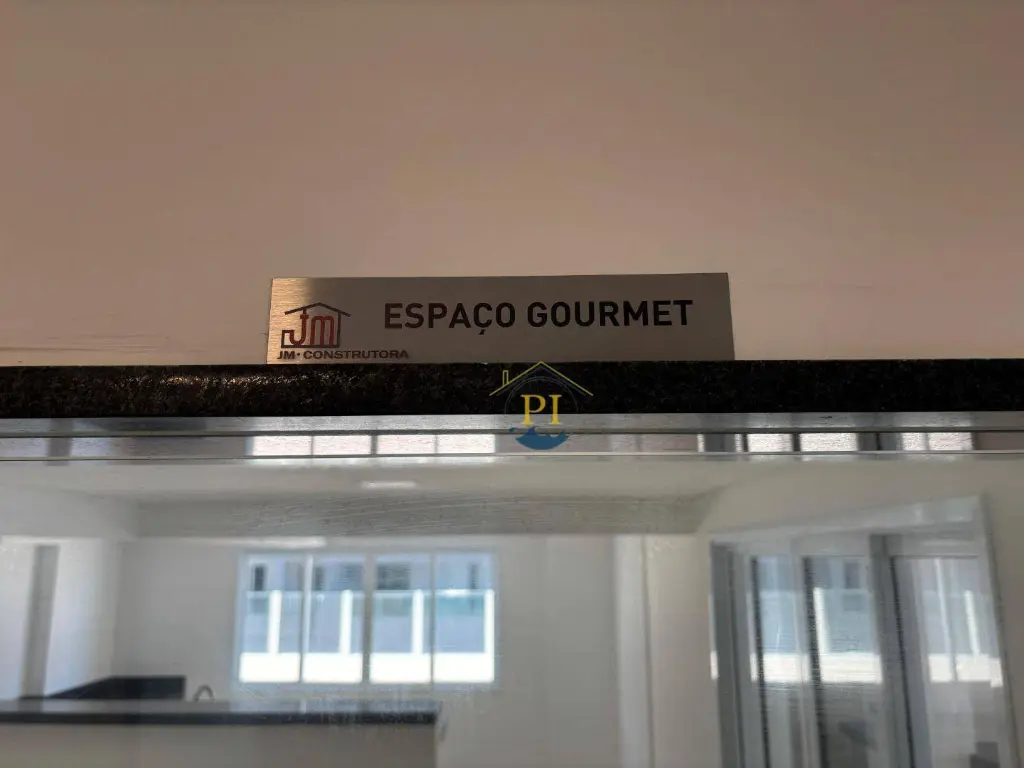 JM
ESPAÇO GOURMET
JM • CONSTRUTORA
PI